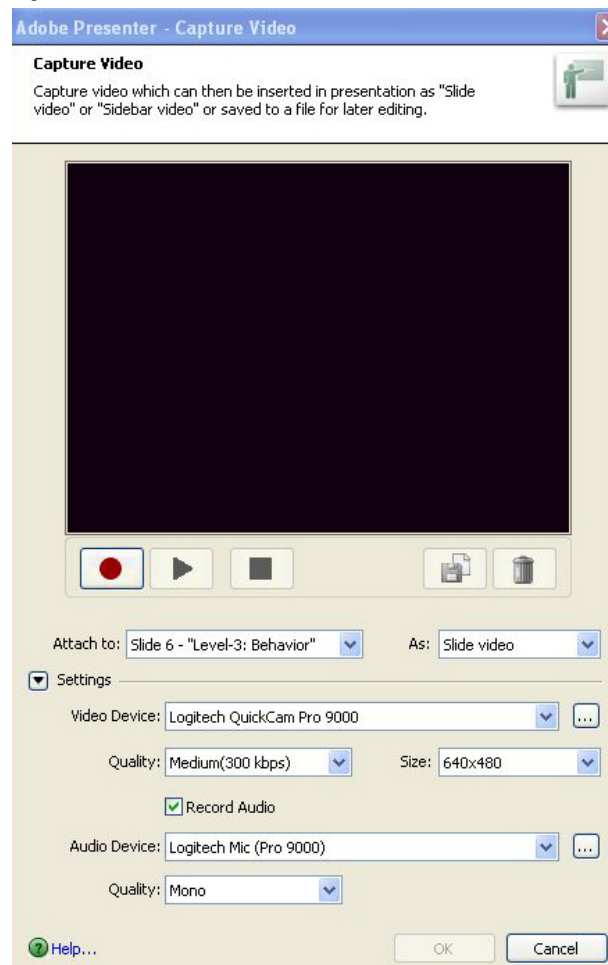 Adobe Presenter - Capture Video
Capture Video
Capture video which can then be inserted in presentation as "Slide
video" or "Sidebar video" or saved to a file for later editing.
Attach to: Slide 6 - "Level-3: Behavior" As: Slide video
Settings
Video Device: Logitech QuickCam Pro 9000 ...
Quality: Medium(300 kbps) Size: 640x480
Record Audio
Audio Device: Logitech Mic (Pro 9000) ...
Quality: Mono
Help... OK Cancel